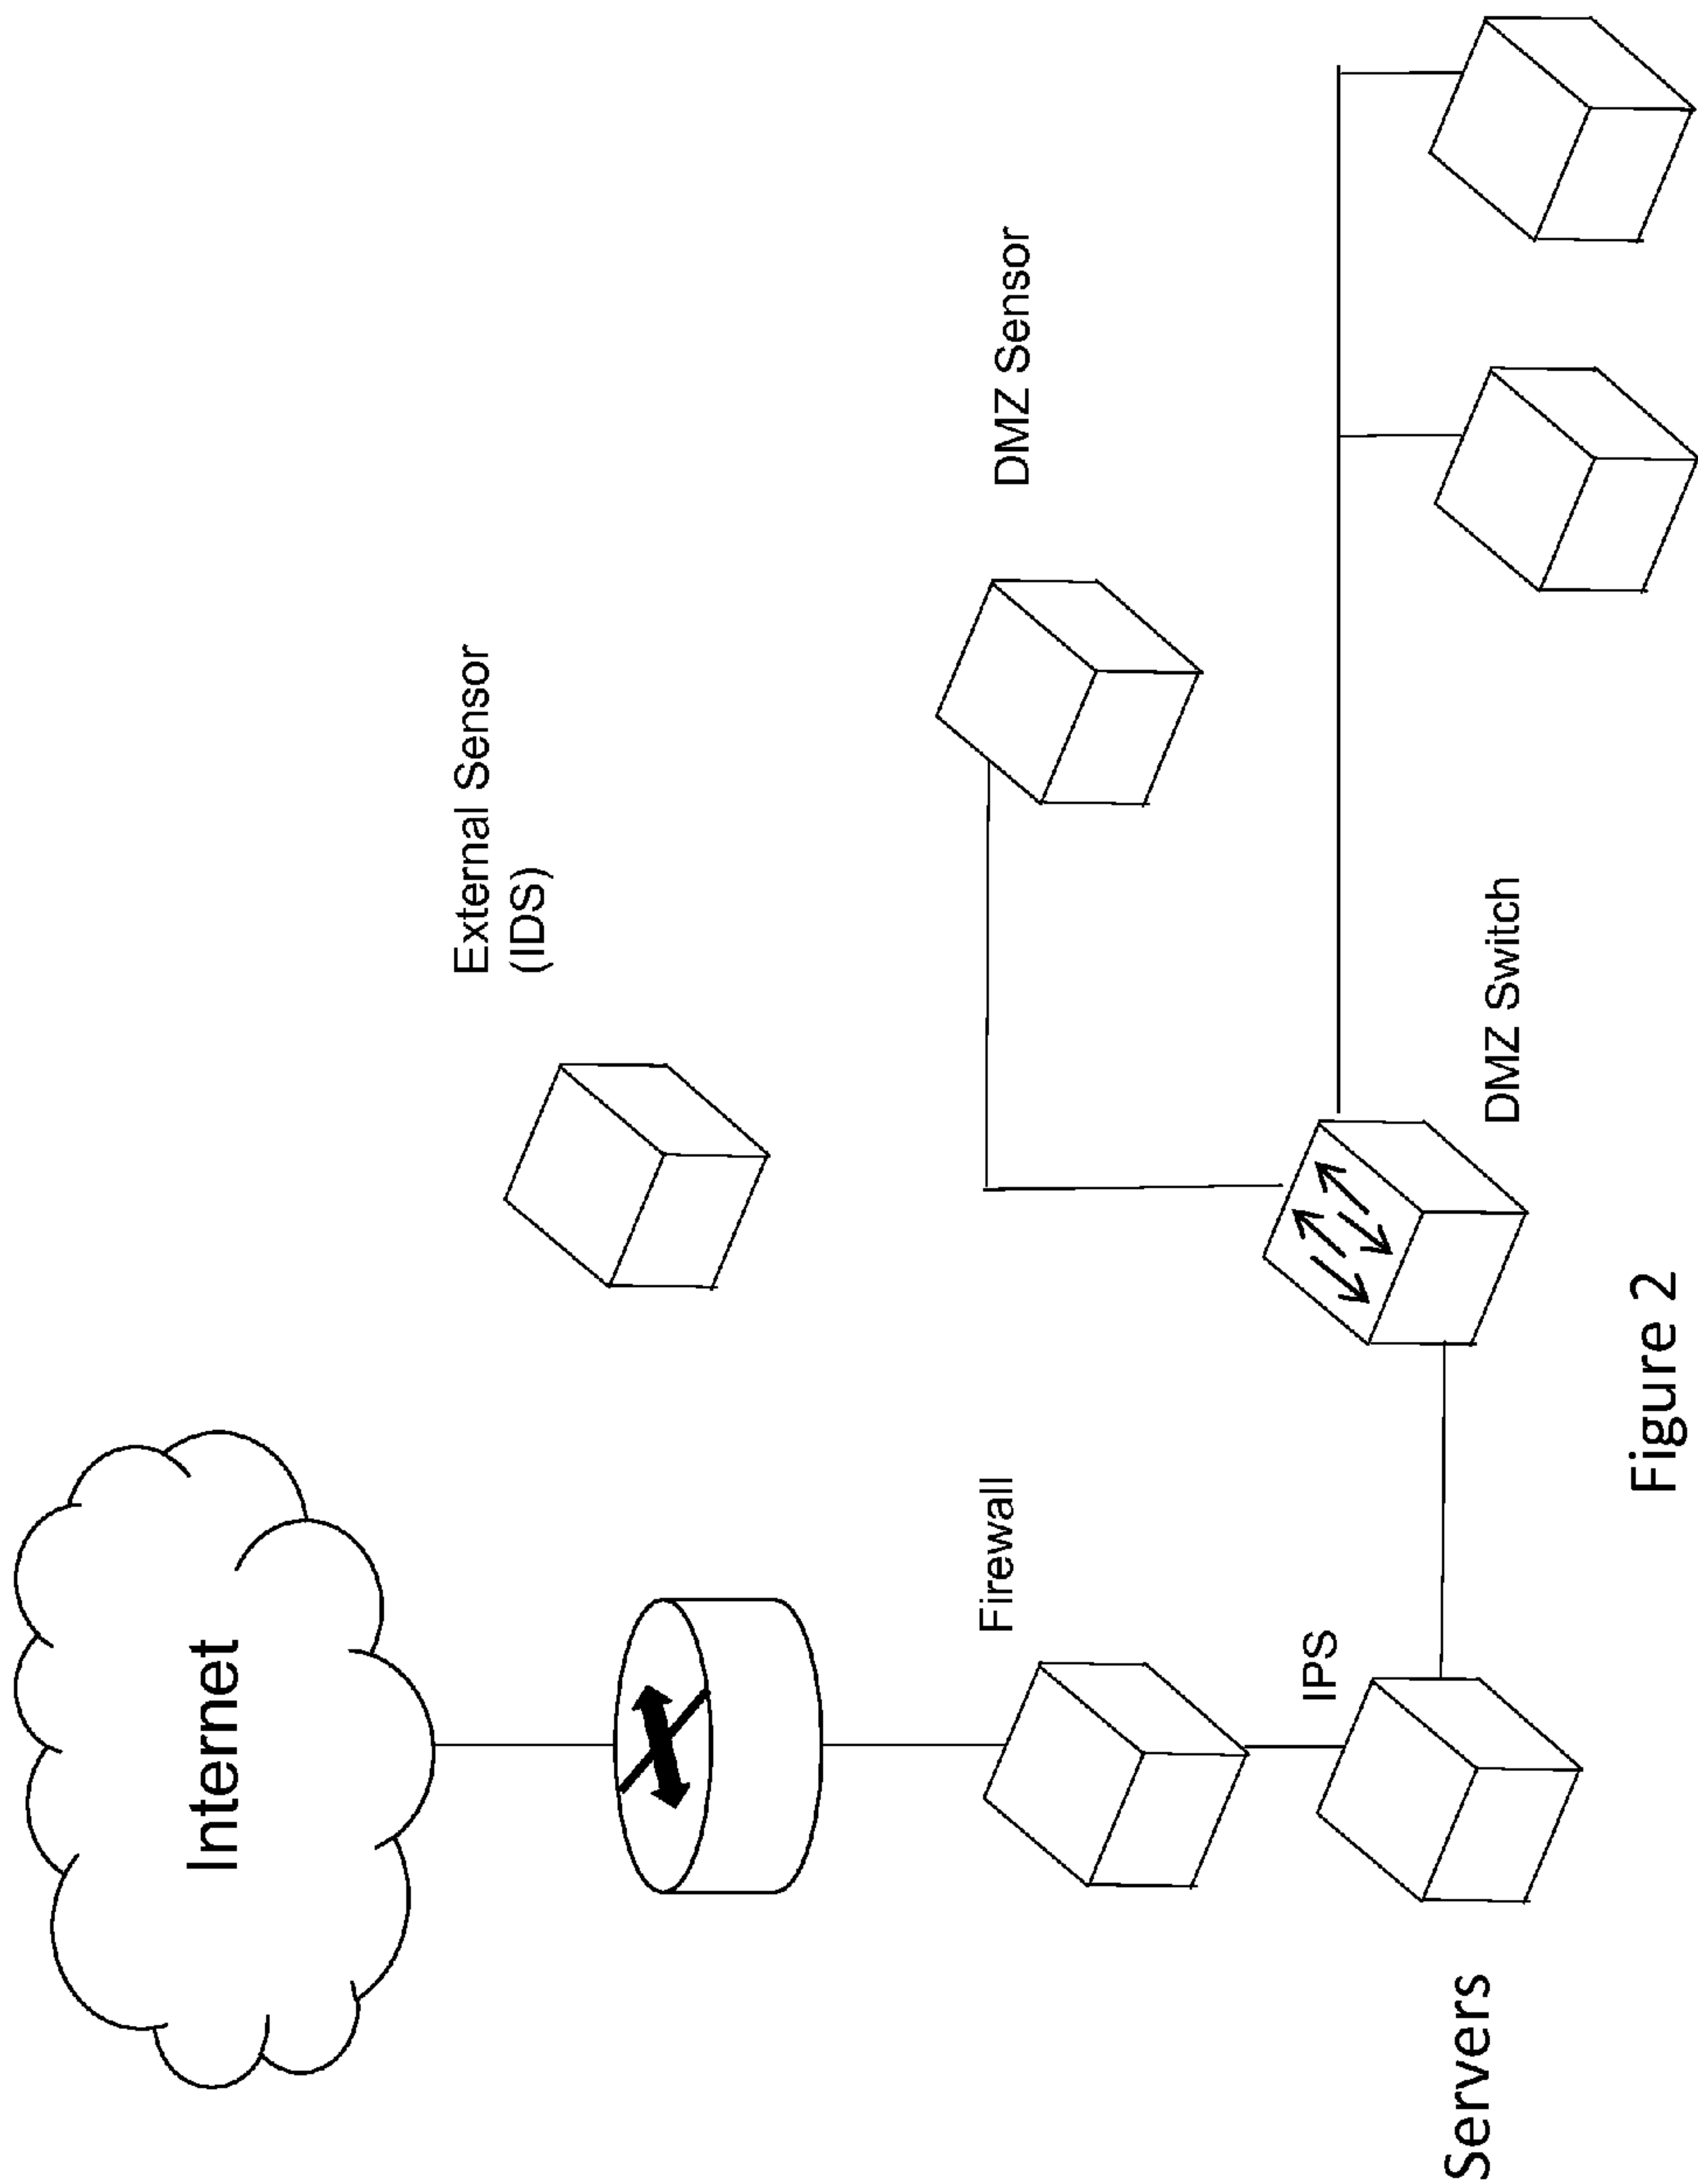 Internet
External Sensor
(IDS)
Firewall
DMZ Sensor
IPS
Servers
DMZ Switch
Figure 2